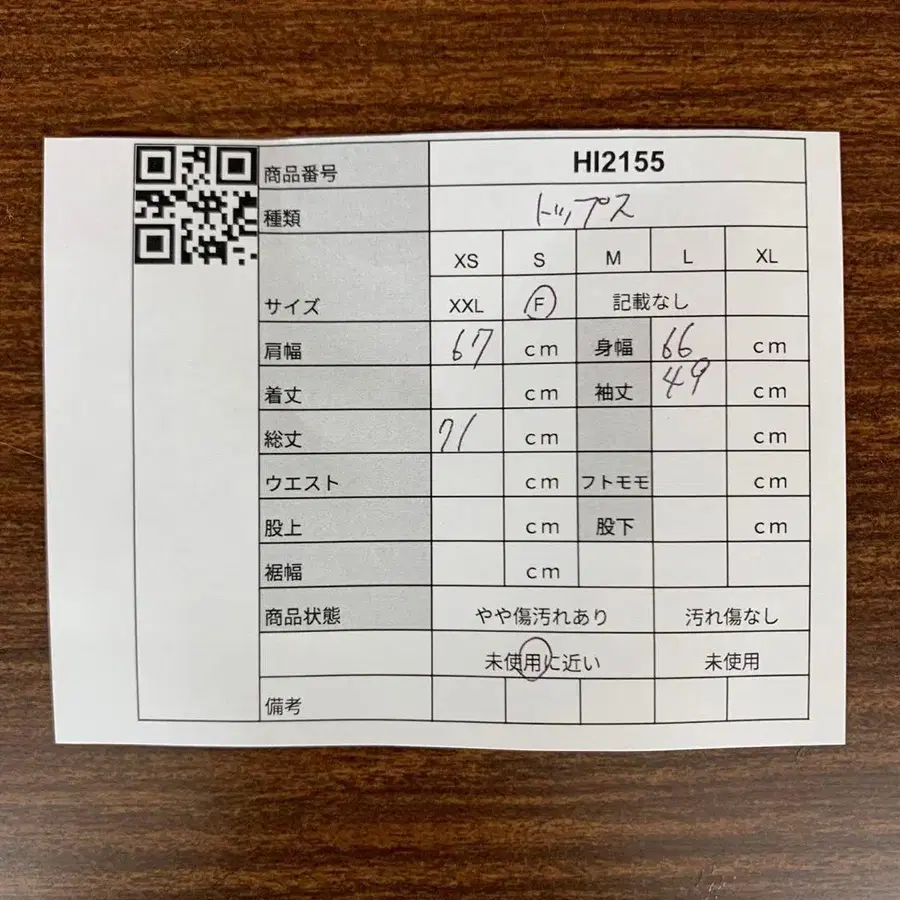 商品番号 HI2155
種類 トップス
XS S M L XL
サイズ XXL F 記載なし
肩幅 67 cm 身幅 66 cm
着丈 cm 袖丈 49 cm
総丈 71 cm cm
ウエスト cm フトモモ cm
股上 cm 股下 cm
裾幅 cm
商品状態 やや傷汚れあり 汚れ傷なし
未使用に近い 未使用
備考